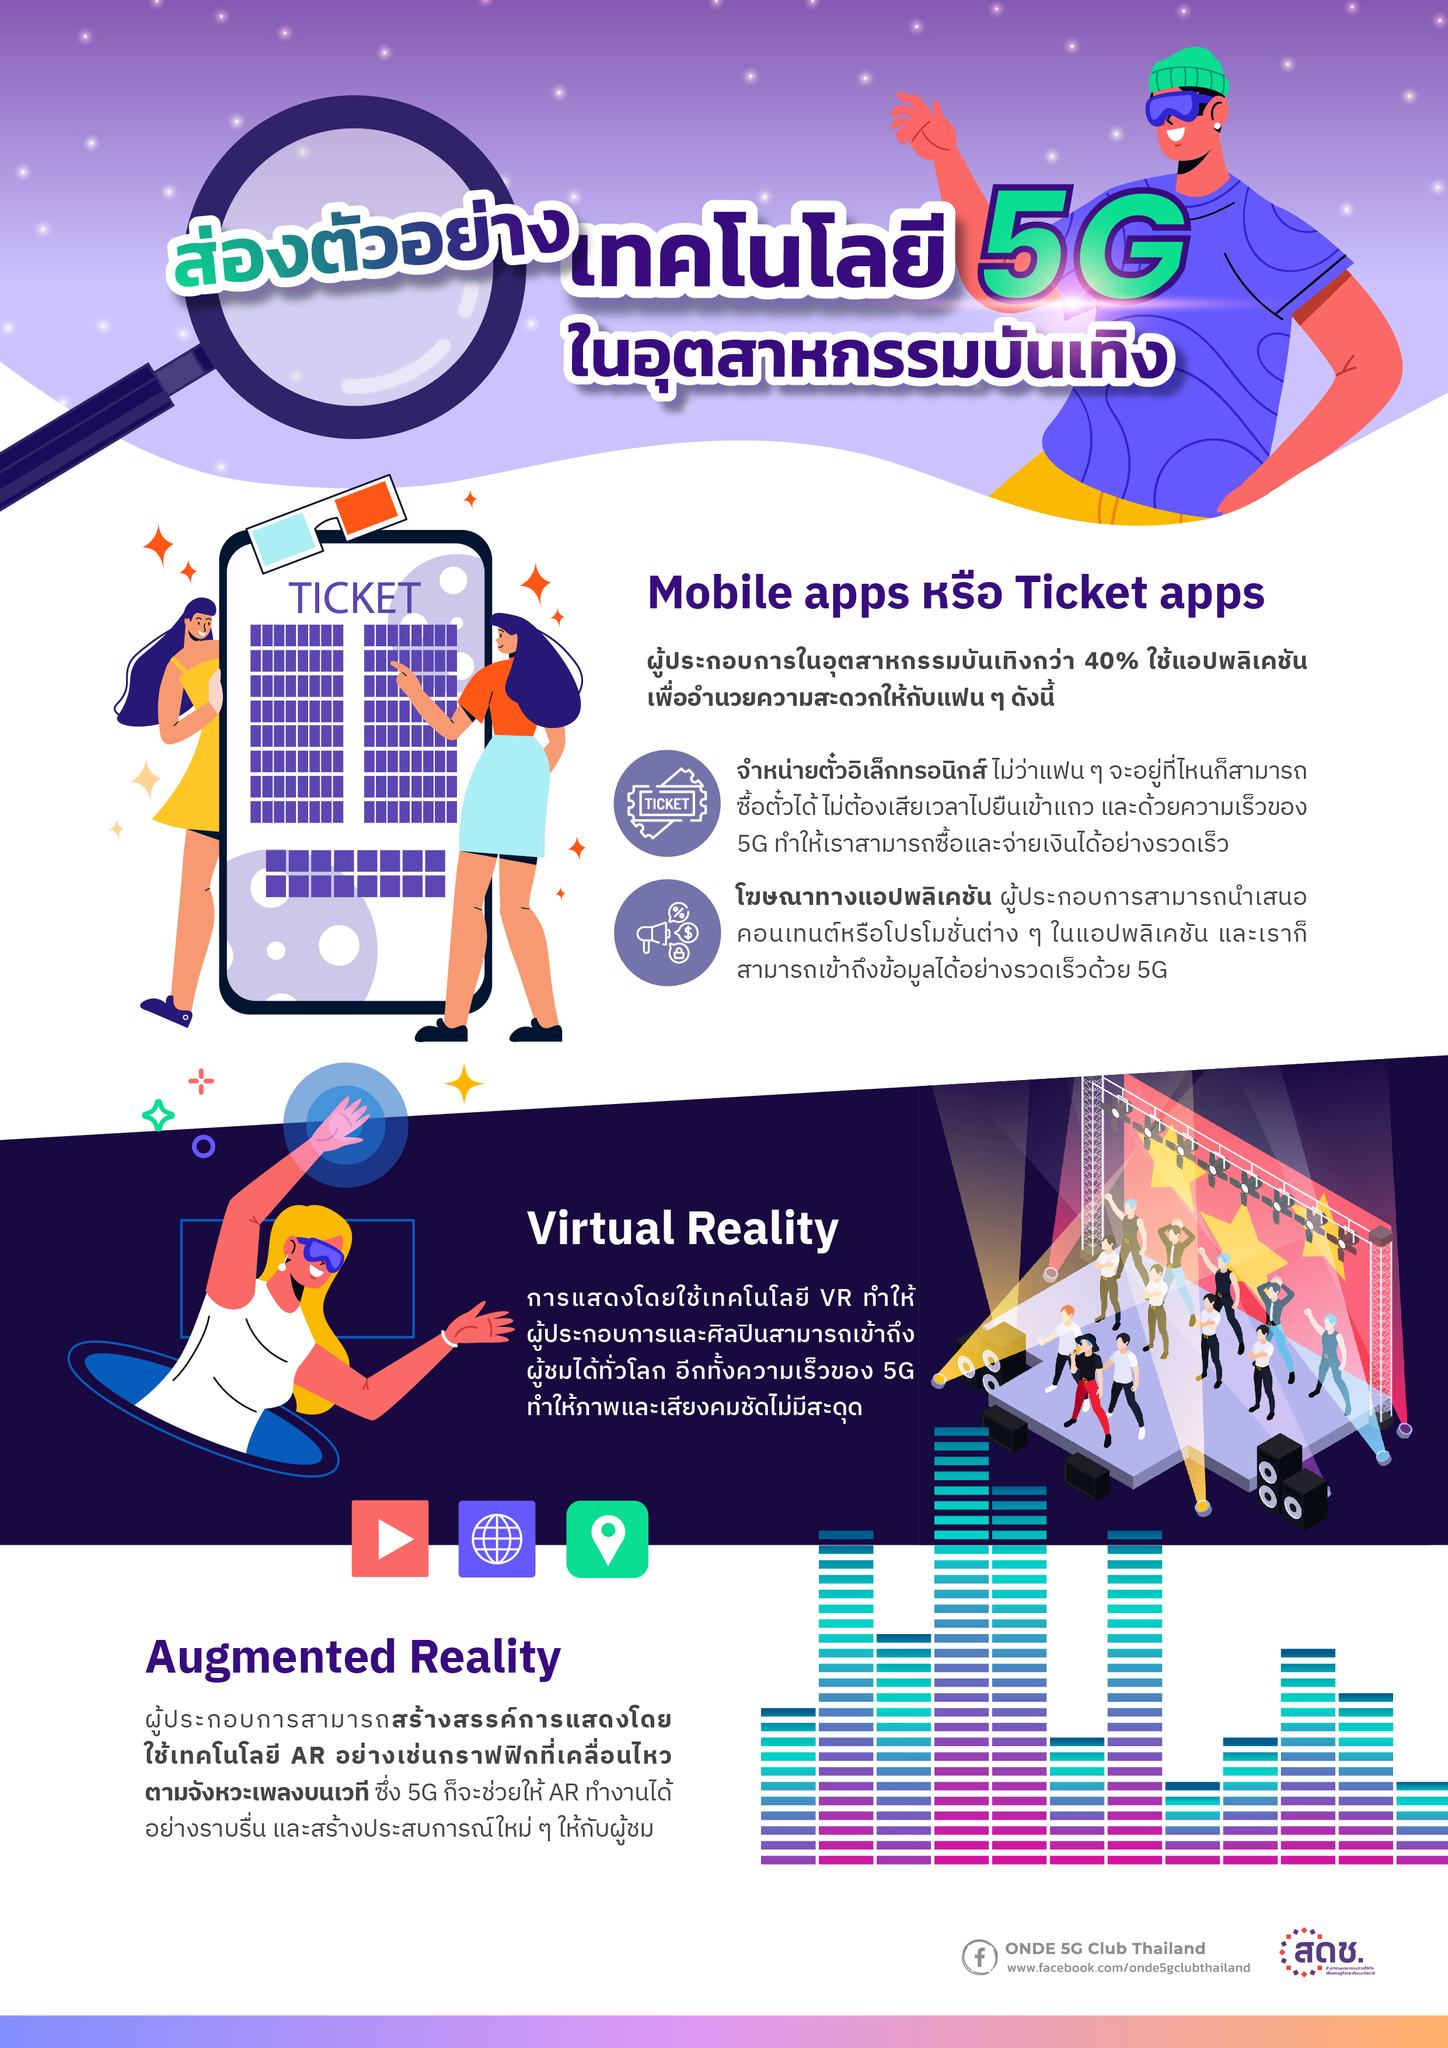 ส่องตัวอย่างเทคโนโลยี 5G
ในอุตสาหกรรมบันเทิง
TICKET
Mobile apps หรือ Ticket apps
ผู้ประกอบการในอุตสาหกรรมบันเทิงกว่า 40% ใช้แอปพลิเคชัน
เพื่ออำนวยความสะดวกให้กับแฟน ๆ ดังนี้
TICKET
จำหน่ายตั๋วอิเล็กทรอนิกส์ ไม่ว่าแฟน ๆ จะอยู่ที่ไหนก็สามารถ
ซื้อตั๋วได้ ไม่ต้องเสียเวลาไปยืนเข้าแถว และด้วยความเร็วของ
5G ทำให้เราสามารถซื้อและจ่ายเงินได้อย่างรวดเร็ว
%
$
โฆษณาทางแอปพลิเคชัน ผู้ประกอบการสามารถนำเสนอ
คอนเทนต์หรือโปรโมชั่นต่าง ๆ ในแอปพลิเคชัน และเราก็
สามารถเข้าถึงข้อมูลได้อย่างรวดเร็วด้วย 5G
Virtual Reality
การแสดงโดยใช้เทคโนโลยี VR ทำให้
ผู้ประกอบการและศิลปินสามารถเข้าถึง
ผู้ชมได้ทั่วโลก อีกทั้งความเร็วของ 5G
ทำให้ภาพและเสียงคมชัดไม่มีสะดุด
Augmented Reality
ผู้ประกอบการสามารถสร้างสรรค์การแสดงโดย
ใช้เทคโนโลยี AR อย่างเช่นกราฟฟิกที่เคลื่อนไหว
ตามจังหวะเพลงบนเวที ซึ่ง 5G ก็จะช่วยให้ AR ทำงานได้
อย่างราบรื่น และสร้างประสบการณ์ใหม่ ๆ ให้กับผู้ชม
ONDE 5G Club Thailand
www.facebook.com/onde5gclubthailand
สดช.